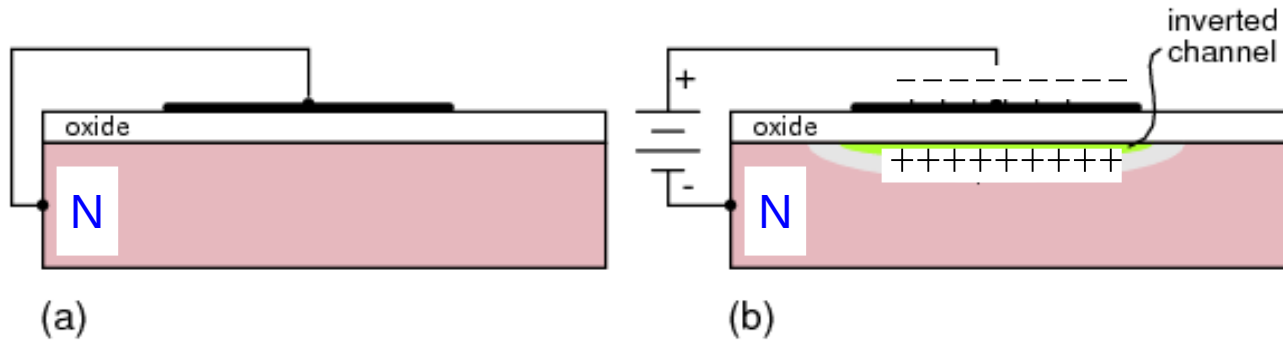 inverted
channel
+
– – – – – – – – –
oxide
oxide
+++++++++
-
N
N
(a)
(b)